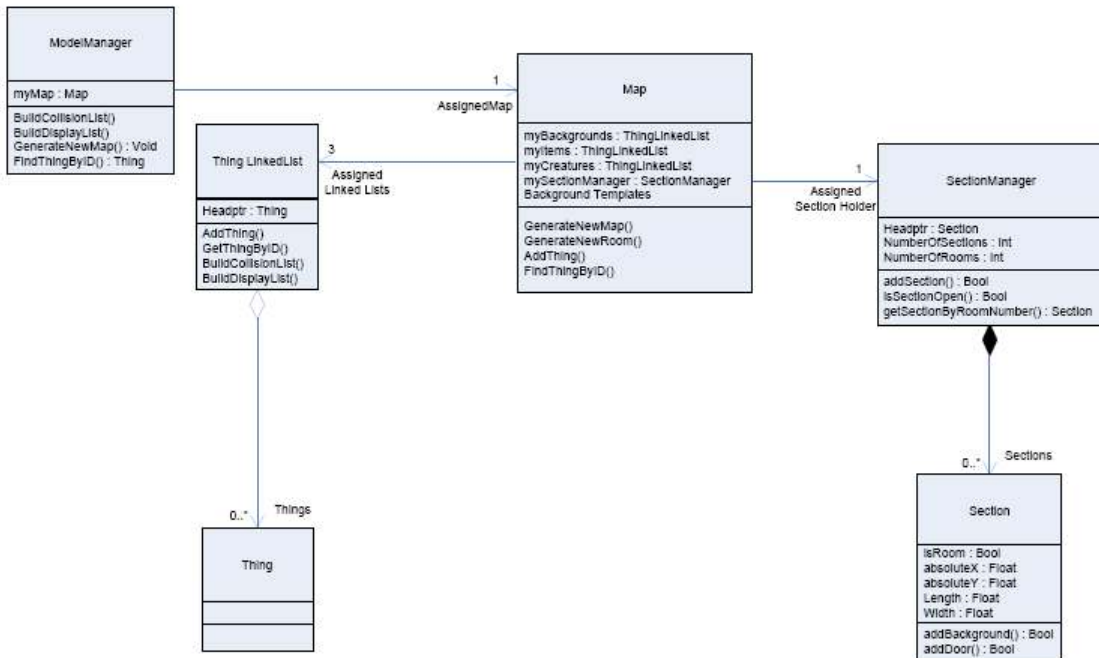 ModelManager
myMap : Map
BuildCollisionList()
BuildDisplayList()
GenerateNewMap() : Void
FindThingByID() : Thing
1
AssignedMap
Map
myBackgrounds : ThingLinkedList
myItems : ThingLinkedList
myCreatures : ThingLinkedList
mySectionManager : SectionManager
Background Templates
GenerateNewMap()
GenerateNewRoom()
AddThing()
FindThingByID()
Thing LinkedList
Headptr : Thing
AddThing()
GetThingByID()
BuildCollisionList()
BuildDisplayList()
3
Assigned
Linked Lists
1
Assigned
Section Holder
SectionManager
Headptr : Section
NumberOfSections : Int
NumberOfRooms : Int
addSection() : Bool
isSectionOpen() : Bool
getSectionByRoomNumber() : Section
0..*
Things
Thing
0..*
Sections
Section
isRoom : Bool
absoluteX : Float
absoluteY : Float
Length : Float
Width : Float
addBackground() : Bool
addDoor() : Bool